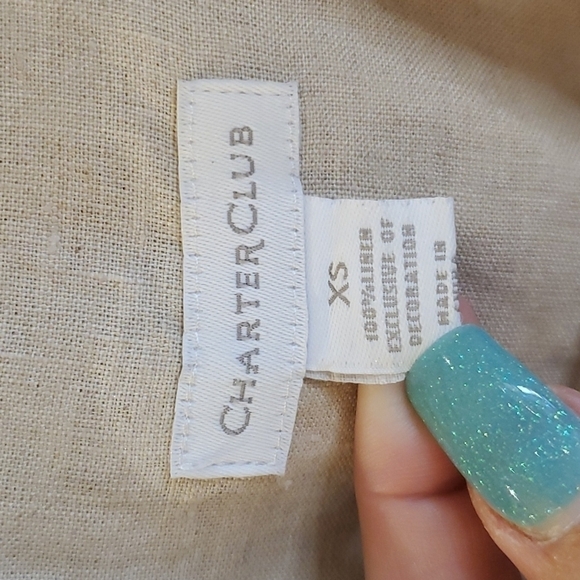 CHARTERCLUB
XS
100%LINEN
EXCLUSIVE OF
DECORATION
MADE IN